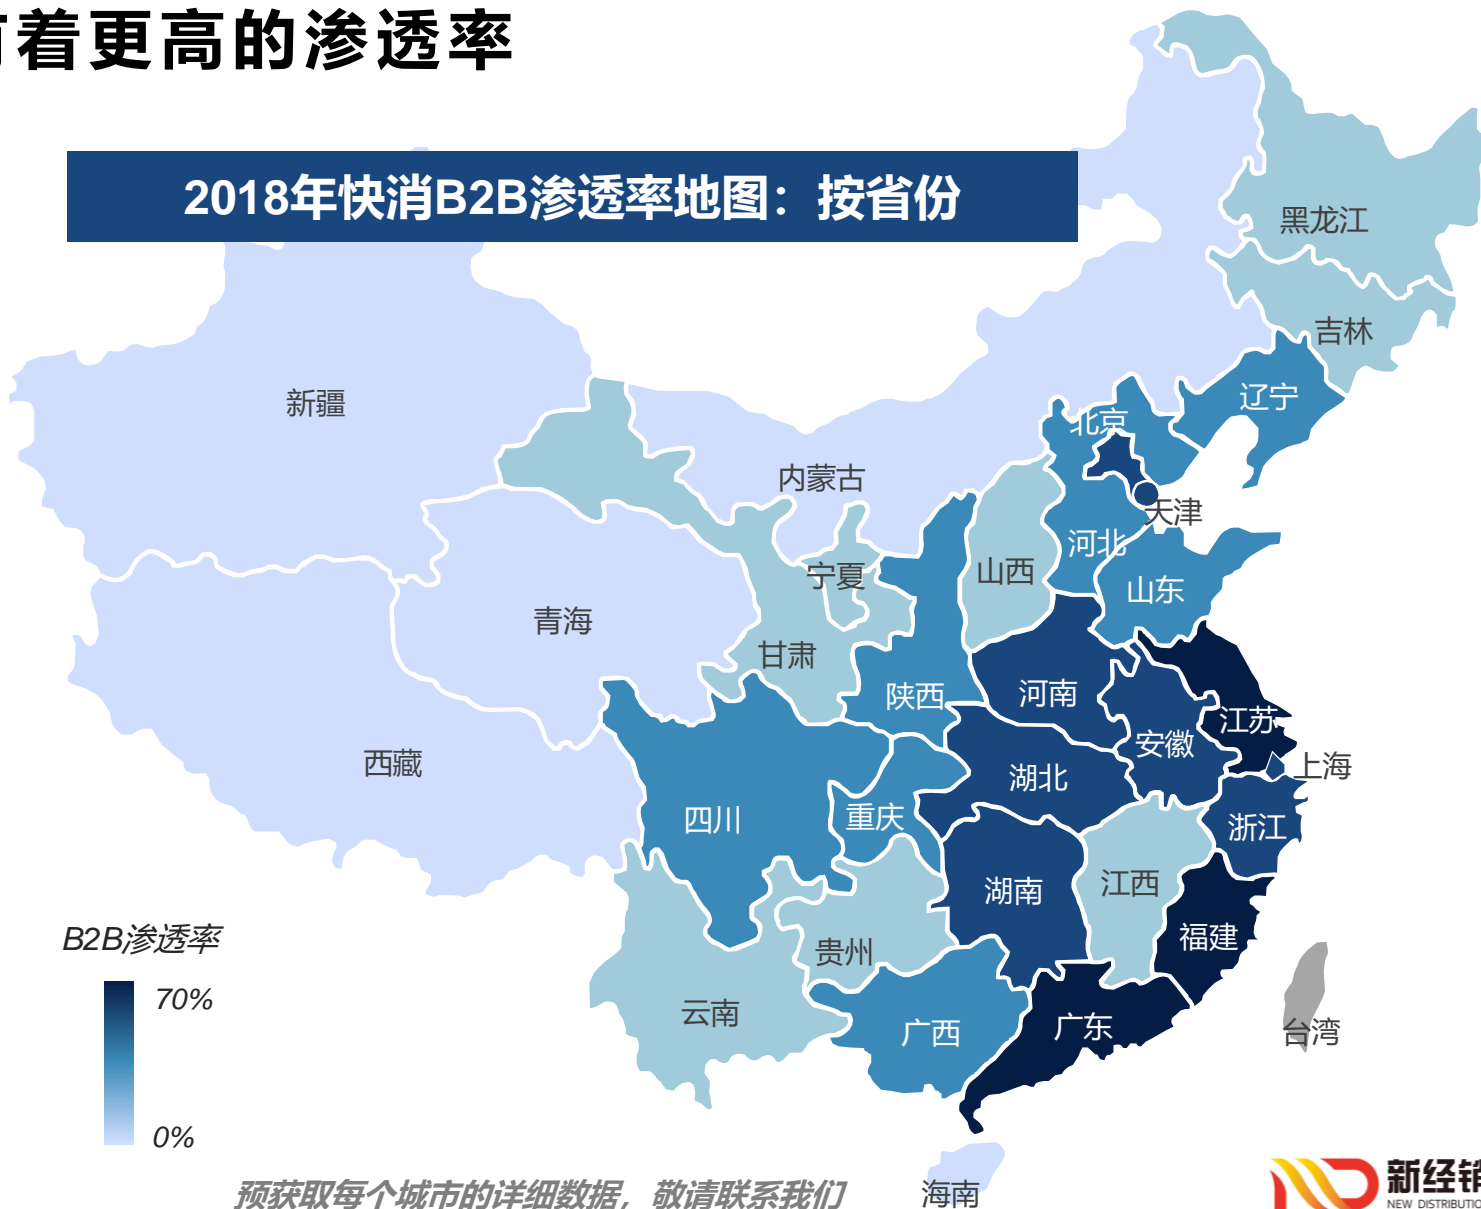 着更高的渗透率
2018年快消B2B渗透率地图：按省份
黑龙江
吉林
辽宁
新疆
北京
内蒙古
天津
河北
山西
宁夏
山东
青海
甘肃
陕西
河南
江苏
安徽
西藏
上海
湖北
四川
重庆
浙江
湖南
江西
福建
贵州
云南
广西
广东
台湾
海南
B2B渗透率
70%
0%
预获取每个城市的详细数据，敬请联系我们
新经销
NEW DISTRIBUTIO